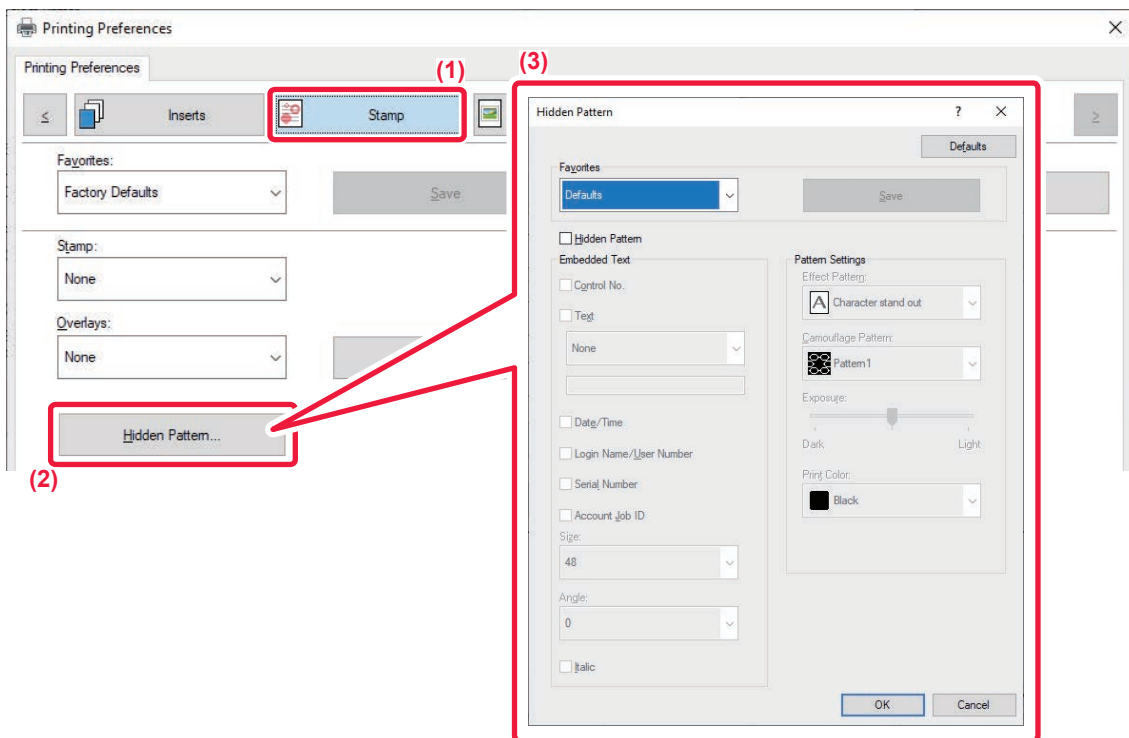 Printing Preferences
Printing Preferences
(1)
(3)
≤
Inserts
Stamp
≥
Favorites:
Factory Defaults
Save
Stamp:
None
Overlays:
None
Hidden Pattern...
(2)
Hidden Pattern
?
Defaults
Favorites
Defaults
Save
Hidden Pattern
Embedded Text
Control No.
Text
None
Date/Time
Login Name/User Number
Serial Number
Account Job ID
Size:
48
Angle:
0
Italic
Pattern Settings
Effect Pattern:
A Character stand out
Camouflage Pattern:
Pattern1
Exposure:
Dark Light
Print Color:
Black
OK Cancel